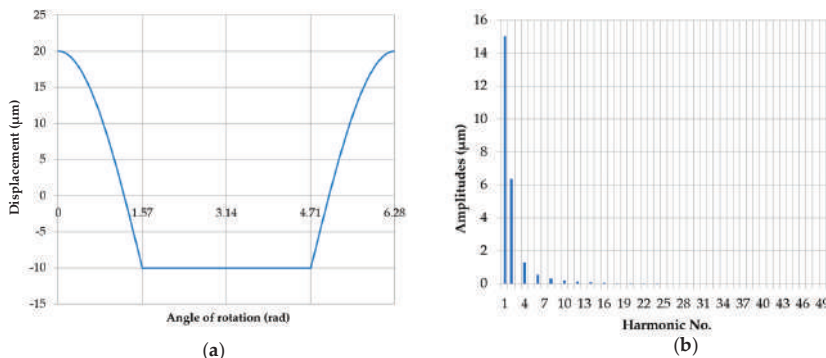 Displacement (µm)
25
20
15
10
5
0
-5
-10
-15
0 1.57 3.14 4.71 6.28
Angle of rotation (rad)
(a)
Amplitudes (µm)
16
14
12
10
8
6
4
2
0
1 4 7 10 13 16 19 22 25 28 31 34 37 40 43 46 49
Harmonic No.
(b)